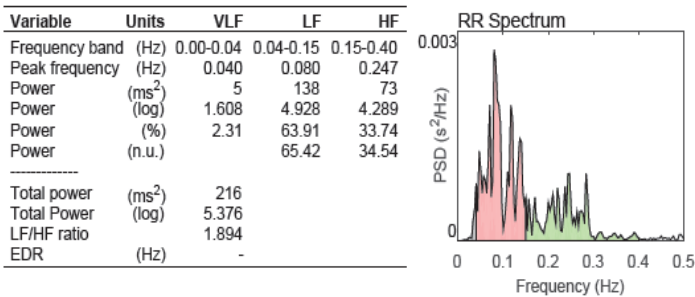 Variable Units VLF LF HF
Frequency band (Hz) 0.00-0.04 0.04-0.15 0.15-0.40
Peak frequency (Hz) 0.040 0.080 0.247
Power (ms²) 5 138 73
Power (log) 1.608 4.928 4.289
Power (%) 2.31 63.91 33.74
Power (n.u.) 65.42 34.54
-------------
Total power (ms²) 216
Total Power (log) 5.376
LF/HF ratio 1.894
EDR (Hz) -
RR Spectrum
0.003
PSD (s²/Hz)
0
0 0.1 0.2 0.3 0.4 0.5
Frequency (Hz)